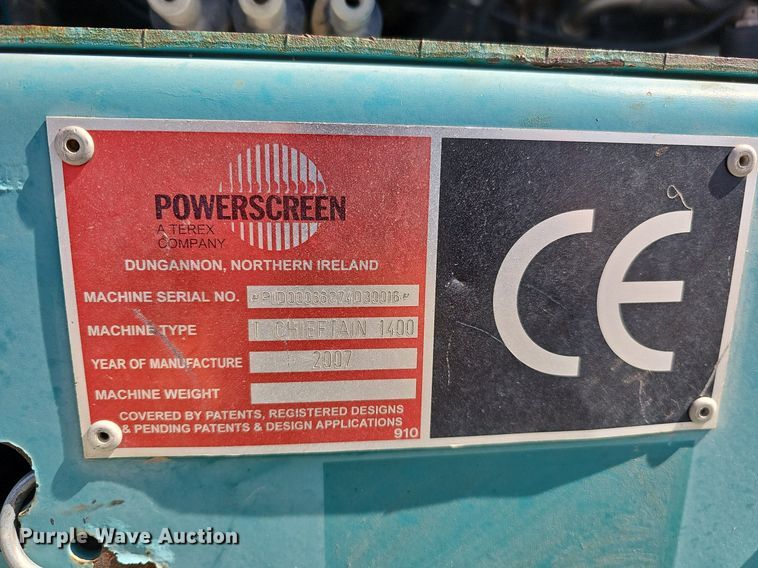 POWERSCREEN
A TEREX
COMPANY
DUNGANNON, NORTHERN IRELAND
MACHINE SERIAL NO.
MACHINE TYPE T CHIEFTAIN 1400
YEAR OF MANUFACTURE 2007
MACHINE WEIGHT
COVERED BY PATENTS, REGISTERED DESIGNS
& PENDING PATENTS & DESIGN APPLICATIONS
910
CE
Purple Wave Auction